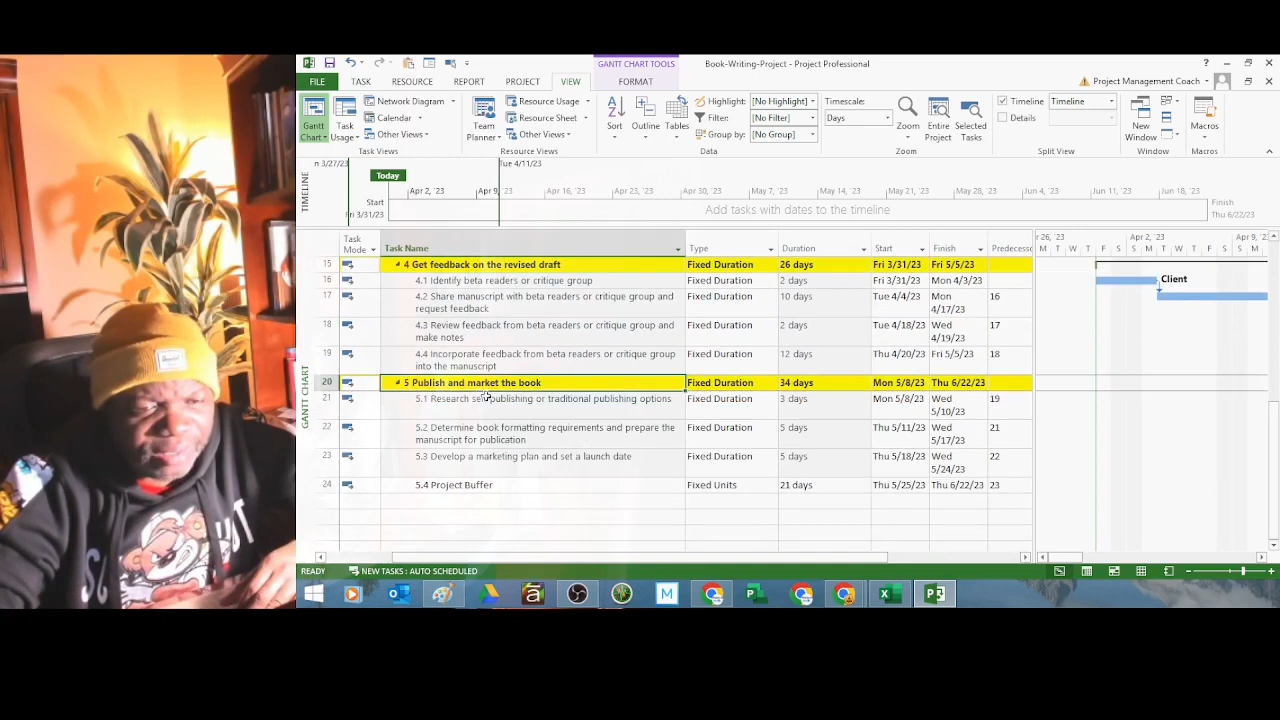 GANTT CHART TOOLS
Book-Writing-Project - Project Professional
FILE TASK RESOURCE REPORT PROJECT VIEW FORMAT
Project Management Coach
Gantt Chart
Task Usage
Network Diagram
Calendar
Other Views
Task Views
Team Planner
Resource Usage
Resource Sheet
Other Views
Resource Views
Sort
Outline
Tables
Highlight: [No Highlight]
Filter: [No Filter]
Group by: [No Group]
Data
Timescale:
Days
Zoom
Entire Project
Selected Tasks
Zoom
Timeline Timeline
Details
Split View
New Window
Window
Macros
Macros
TIMELINE
n 3/27/23 Tue 4/11/23
Today
Apr 2, '23 Apr 9, '23 Apr 16, '23 Apr 23, '23 Apr 30, '23 May 7, '23 May 14, '23 May 21, '23 May 28, '23 Jun 4, '23 Jun 11, '23 Jun 18, '23
Start
Fri 3/31/23
Add tasks with dates to the timeline
Finish
Thu 6/22/23
GANTT CHART
Task Mode Task Name Type Duration Start Finish Predecess
r 26, '23 Apr 2, '23 Apr 9, '23
M T W T F S S M T W T F S S M
15 4 Get feedback on the revised draft Fixed Duration 26 days Fri 3/31/23 Fri 5/5/23
16 4.1 Identify beta readers or critique group Fixed Duration 2 days Fri 3/31/23 Mon 4/3/23
Client
17 4.2 Share manuscript with beta readers or critique group and request feedback Fixed Duration 10 days Tue 4/4/23 Mon 4/17/23 16
18 4.3 Review feedback from beta readers or critique group and make notes Fixed Duration 2 days Tue 4/18/23 Wed 4/19/23 17
19 4.4 Incorporate feedback from beta readers or critique group into the manuscript Fixed Duration 12 days Thu 4/20/23 Fri 5/5/23 18
20 5 Publish and market the book Fixed Duration 34 days Mon 5/8/23 Thu 6/22/23
21 5.1 Research self-publishing or traditional publishing options Fixed Duration 3 days Mon 5/8/23 Wed 5/10/23 19
22 5.2 Determine book formatting requirements and prepare the manuscript for publication Fixed Duration 5 days Thu 5/11/23 Wed 5/17/23 21
23 5.3 Develop a marketing plan and set a launch date Fixed Duration 5 days Thu 5/18/23 Wed 5/24/23 22
24 5.4 Project Buffer Fixed Units 21 days Thu 5/25/23 Thu 6/22/23 23
READY NEW TASKS : AUTO SCHEDULED